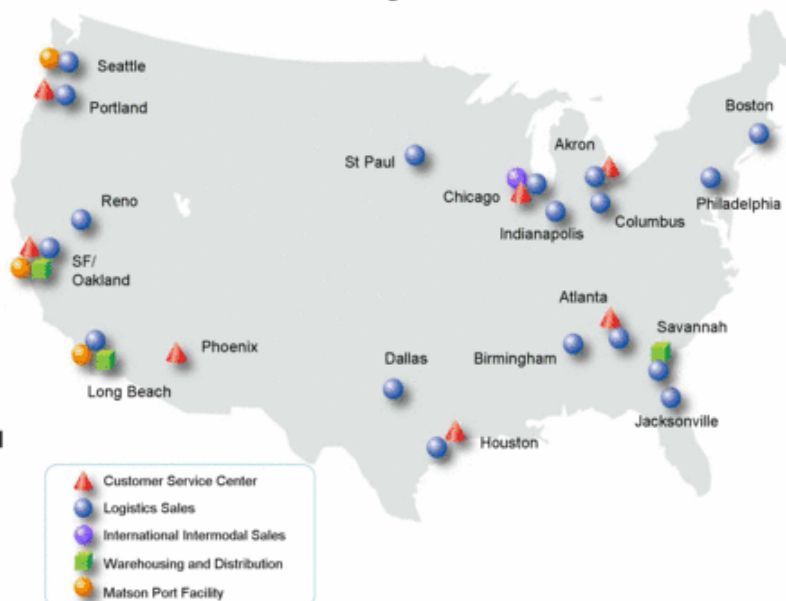 Seattle
Portland
Boston
Akron
St Paul
Chicago
Philadelphia
Reno
Columbus
Indianapolis
SF/
Oakland
Atlanta
Savannah
Phoenix
Dallas
Birmingham
Long Beach
Jacksonville
Houston
Customer Service Center
Logistics Sales
International Intermodal Sales
Warehousing and Distribution
Matson Port Facility